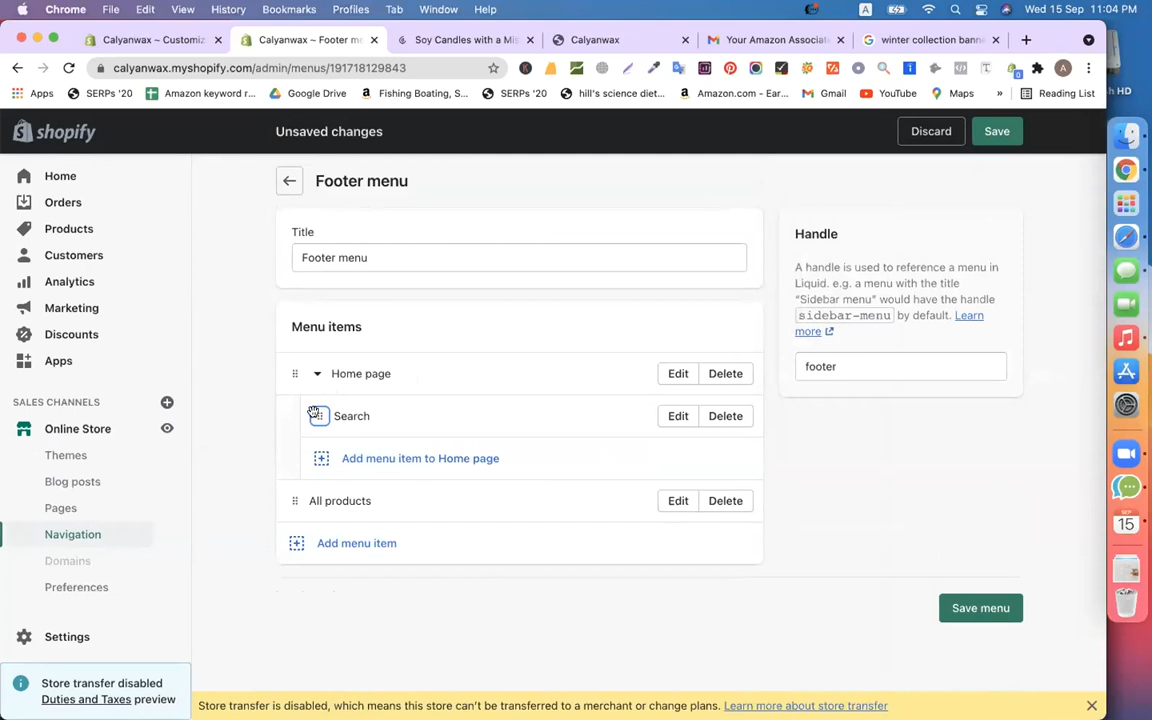 Chrome File Edit View History Bookmarks Profiles Tab Window Help A Wed 15 Sep 11:04 PM
Calyanwax ~ Customiz Calyanwax ~ Footer me Soy Candles with a Mis Calyanwax Your Amazon Associat winter collection bann
calyanwax.myshopify.com/admin/menus/191718129843
Apps SERPs '20 Amazon keyword r... Google Drive Fishing Boating, S... SERPs '20 hill's science diet... Amazon.com - Ear... Gmail YouTube Maps » Reading List
shopify Unsaved changes Discard Save
Home
Orders
Products
Customers
Analytics
Marketing
Discounts
Apps
SALES CHANNELS
Online Store
Themes
Blog posts
Pages
Navigation
Domains
Preferences
Settings
Store transfer disabled
Duties and Taxes preview
Footer menu
Title
Footer menu
Menu items
Home page Edit Delete
Search Edit Delete
Add menu item to Home page
All products Edit Delete
Add menu item
Handle
A handle is used to reference a menu in
Liquid. e.g. a menu with the title
“Sidebar menu” would have the handle
sidebar-menu by default. Learn
more
footer
Save menu
Store transfer is disabled, which means this store can't be transferred to a merchant or change plans. Learn more about store transfer
SEP
15